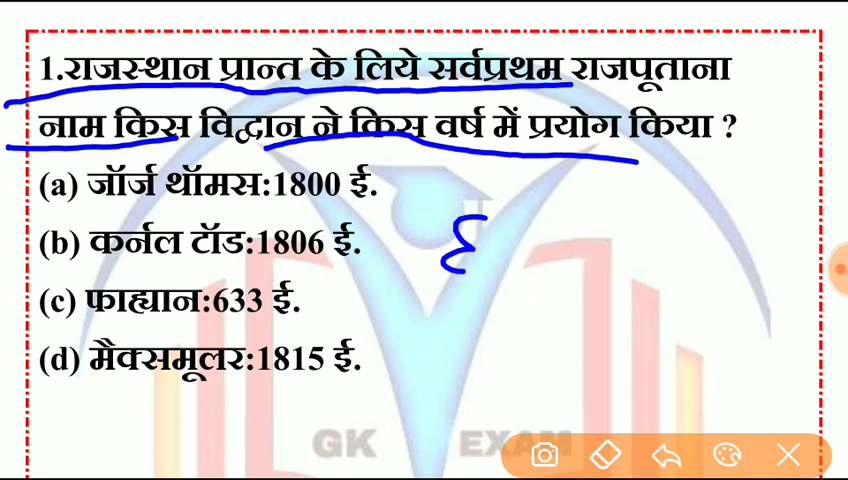 1.राजस्थान प्रान्त के लिये सर्वप्रथम राजपूताना
नाम किस विद्वान् ने किस वर्ष में प्रयोग किया ?
(a) जॉर्ज थॉमस:1800 ई.
(b) कर्नल टॉड:1806 ई.
(c) फाह्यान:633 ई.
(d) मैक्समूलर:1815 ई.
GK EXAM